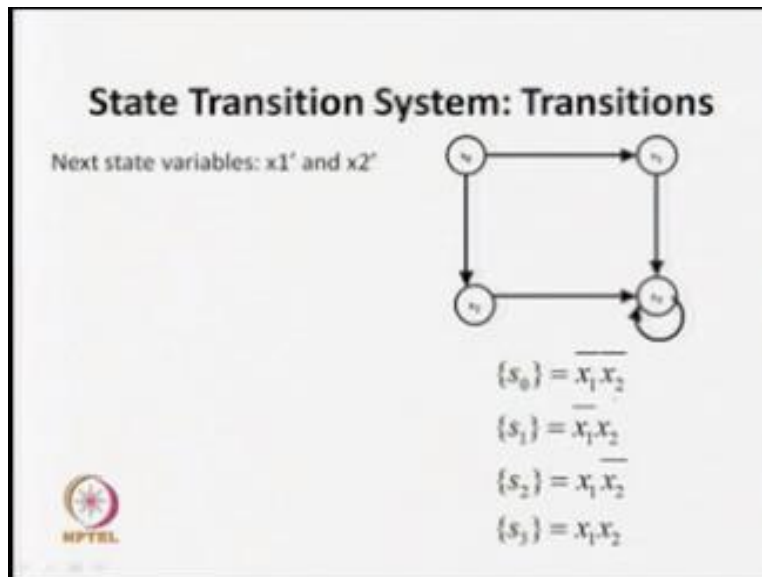 State Transition System: Transitions
Next state variables: x1' and x2'
{s₀} = x̅₁x̅₂
{s₁} = x̅₁x₂
{s₂} = x₁x̅₂
{s₃} = x₁x₂
NPTEL